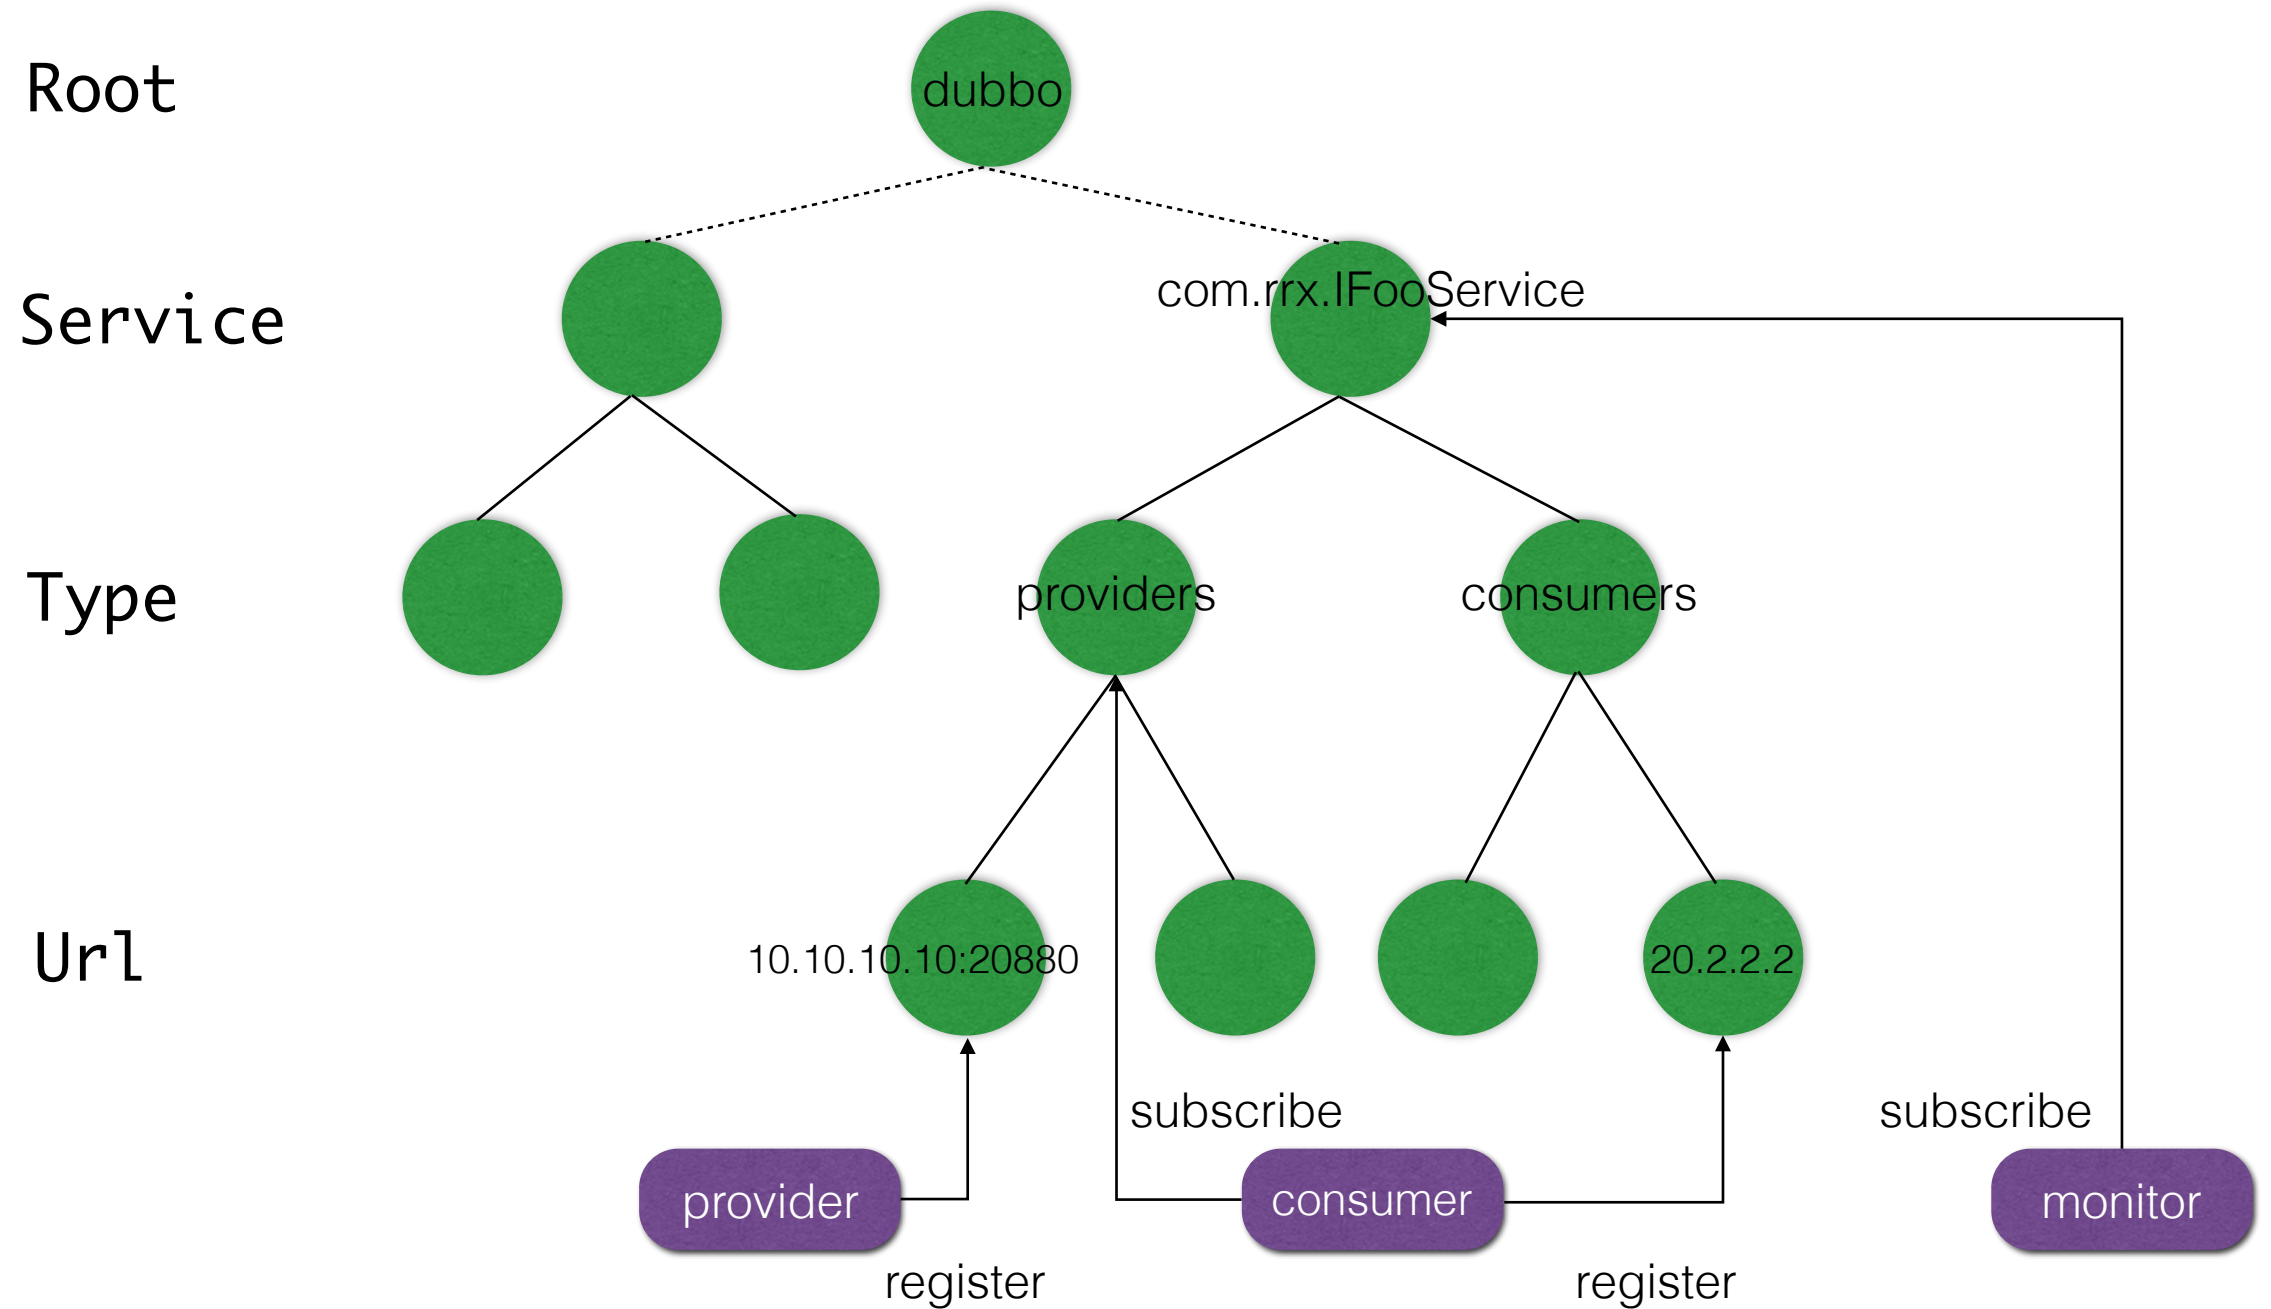 Root
dubbo
com.rrx.IFooService
Service
Type
providers
consumers
Url
10.10.10.10:20880
20.2.2.2
subscribe
subscribe
provider
consumer
monitor
register
register